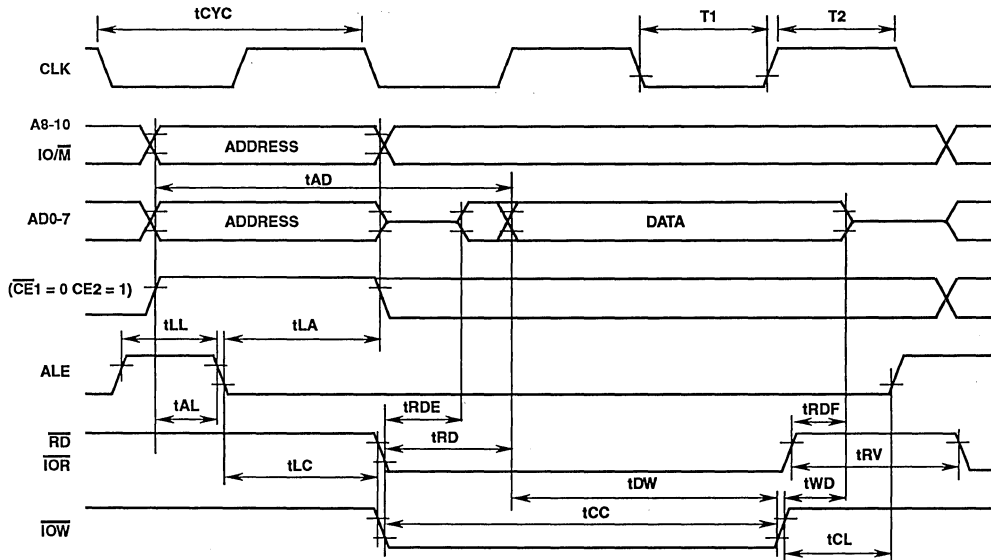 tCYC
T1
T2
CLK
A8-10
IO/M̅
ADDRESS
tAD
AD0-7
ADDRESS
DATA
(C̅E̅1 = 0 CE2 = 1)
tLL
tLA
ALE
tAL
tRDE
tRDF
R̅D̅
I̅O̅R̅
tRD
tRV
tLC
tDW
tWD
tCC
I̅O̅W̅
tCL